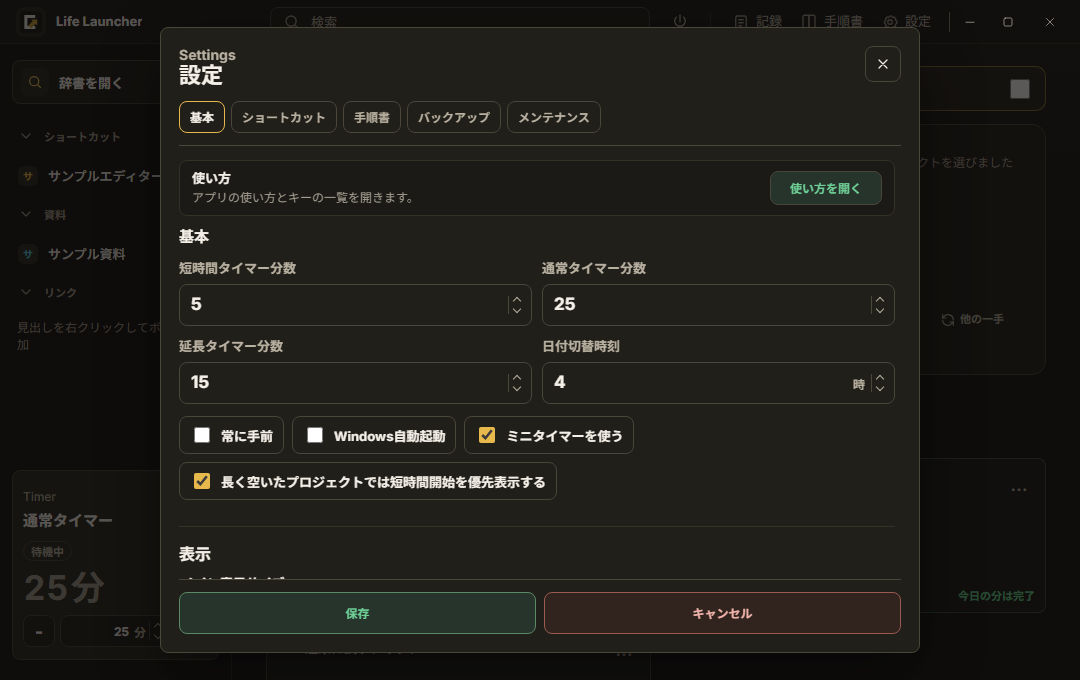 Life Launcher
検索
記録
手順書
設定
辞書を開く
ショートカット
サンプルエディター
資料
サンプル資料
リンク
見出しを右クリックして
加
Timer
通常タイマー
待機中
25分
-
25 分
Settings
設定
基本
ショートカット
手順書
バックアップ
メンテナンス
使い方
アプリの使い方とキーの一覧を開きます。
使い方を開く
基本
短時間タイマー分数
通常タイマー分数
5
25
延長タイマー分数
日付切替時刻
15
4
時
常に手前
Windows自動起動
ミニタイマーを使う
長く空いたプロジェクトでは短時間開始を優先表示する
表示
保存
キャンセル
クトを選びました
他の一手
今日の分は完了